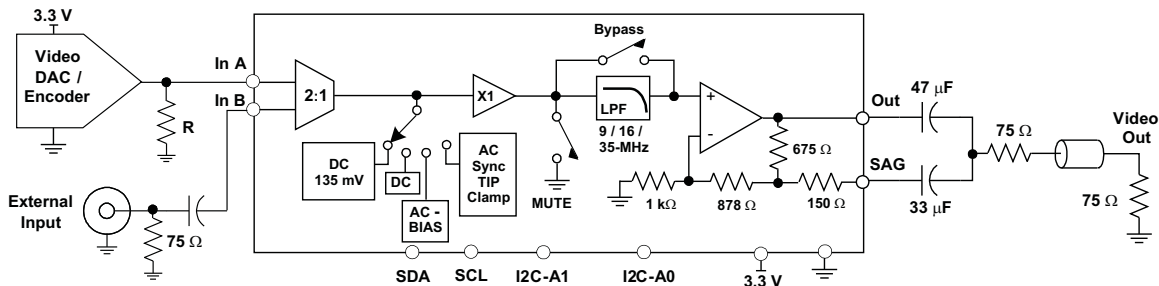 3.3 V
Video
DAC /
Encoder
R
In A
In B
External
Input
75 Ω
2:1
DC
135 mV
DC
AC -
BIAS
AC
Sync
TIP
Clamp
X1
Bypass
LPF
9 / 16 /
35-MHz
MUTE
+
-
675 Ω
1 kΩ
878 Ω
150 Ω
Out
SAG
47 μF
33 μF
75 Ω
Video
Out
75 Ω
SDA
SCL
I2C-A1
I2C-A0
3.3 V